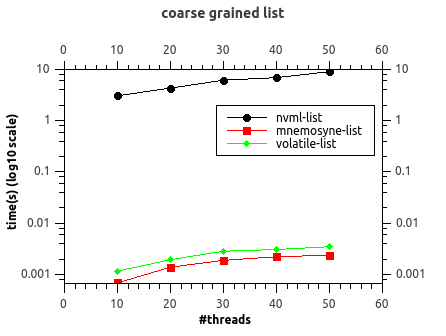 coarse grained list
0 10 20 30 40 50 60
10 10
1 1
0.1 0.1
0.01 0.01
0.001 0.001
time(s) (log10 scale)
nvml-list
mnemosyne-list
volatile-list
0 10 20 30 40 50 60
#threads